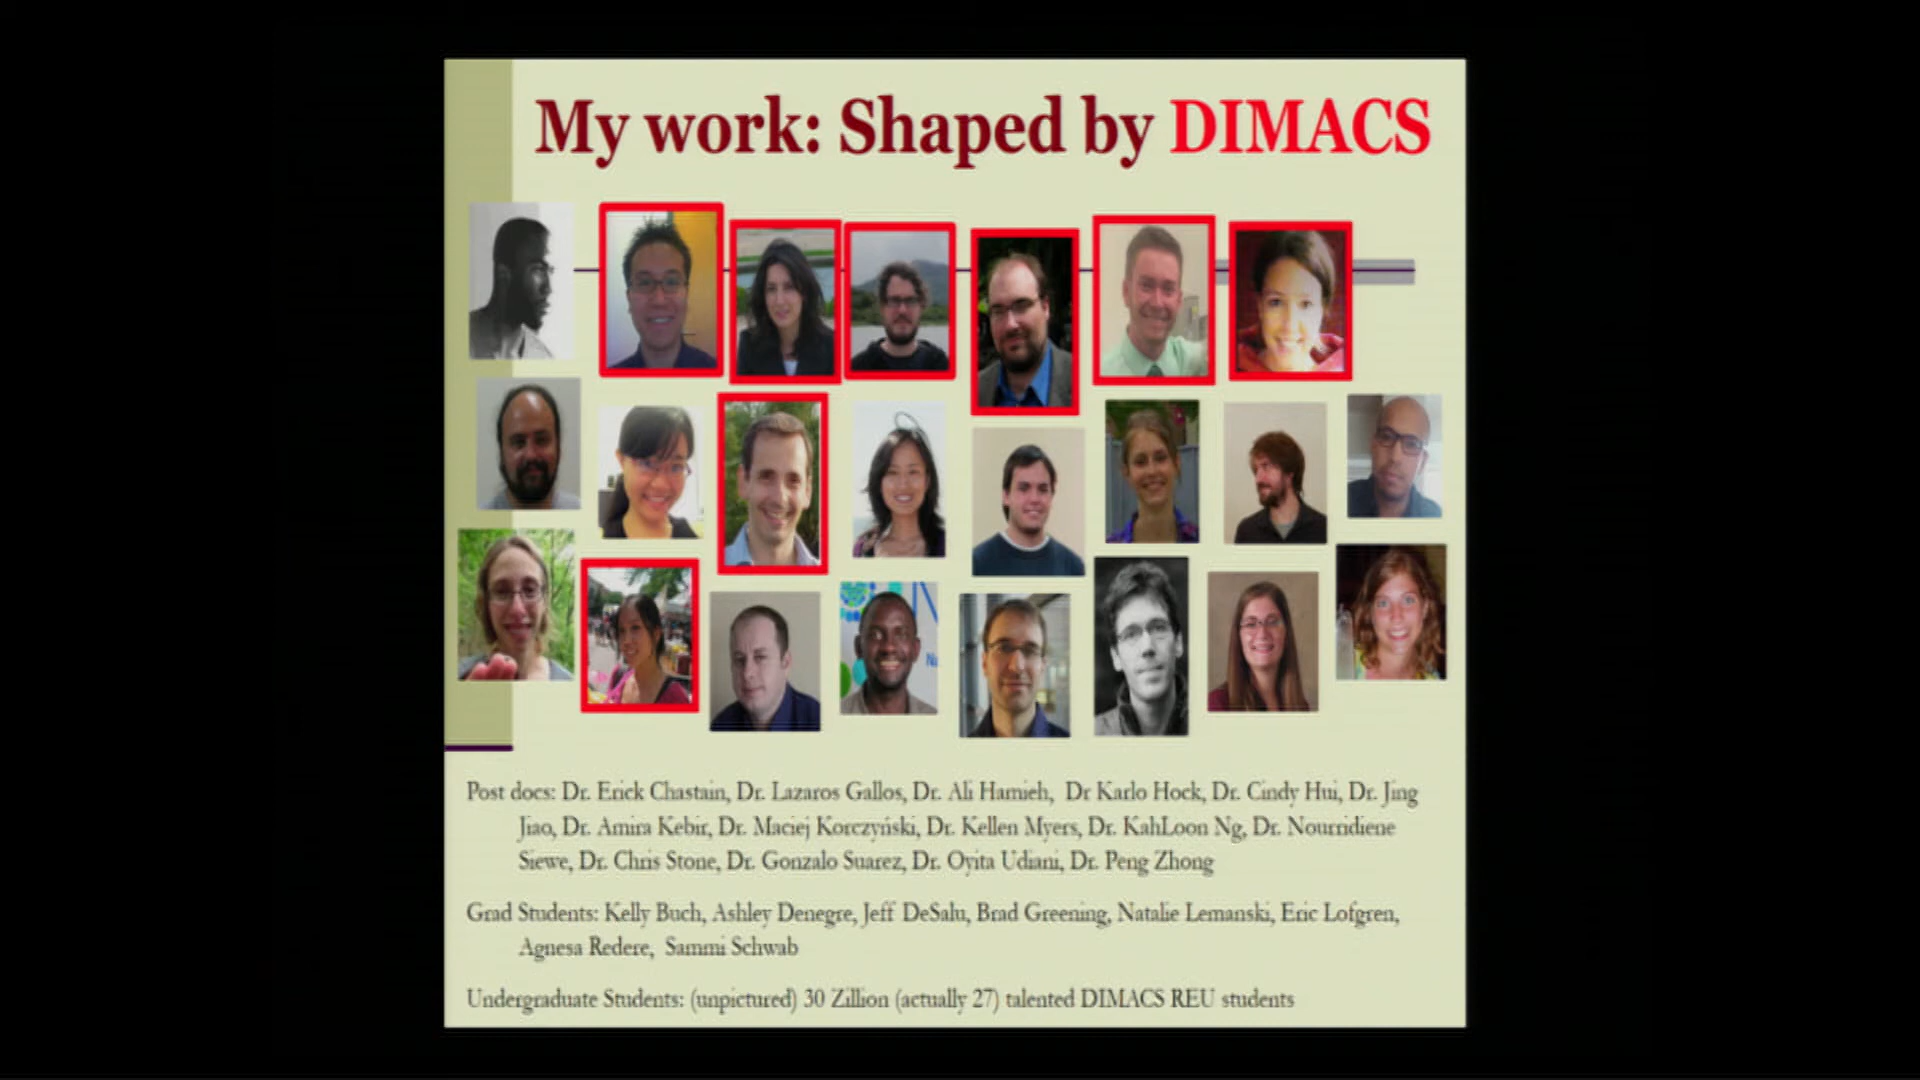 My work: Shaped by DIMACS
Post docs: Dr. Erick Chastain, Dr. Lazaros Gallos, Dr. Ali Hamieh, Dr Karlo Hock, Dr. Cindy Hui, Dr. Jing
Jiao, Dr. Amira Kebir, Dr. Maciej Korczyński, Dr. Kellen Myers, Dr. KahLoon Ng, Dr. Nourridiene
Siewe, Dr. Chris Stone, Dr. Gonzalo Suarez, Dr. Oyita Udiani, Dr. Peng Zhong
Grad Students: Kelly Buch, Ashley Denegre, Jeff DeSalu, Brad Greening, Natalie Lemanski, Eric Lofgren,
Agnesa Redere, Sammi Schwab
Undergraduate Students: (unpictured) 30 Zillion (actually 27) talented DIMACS REU students